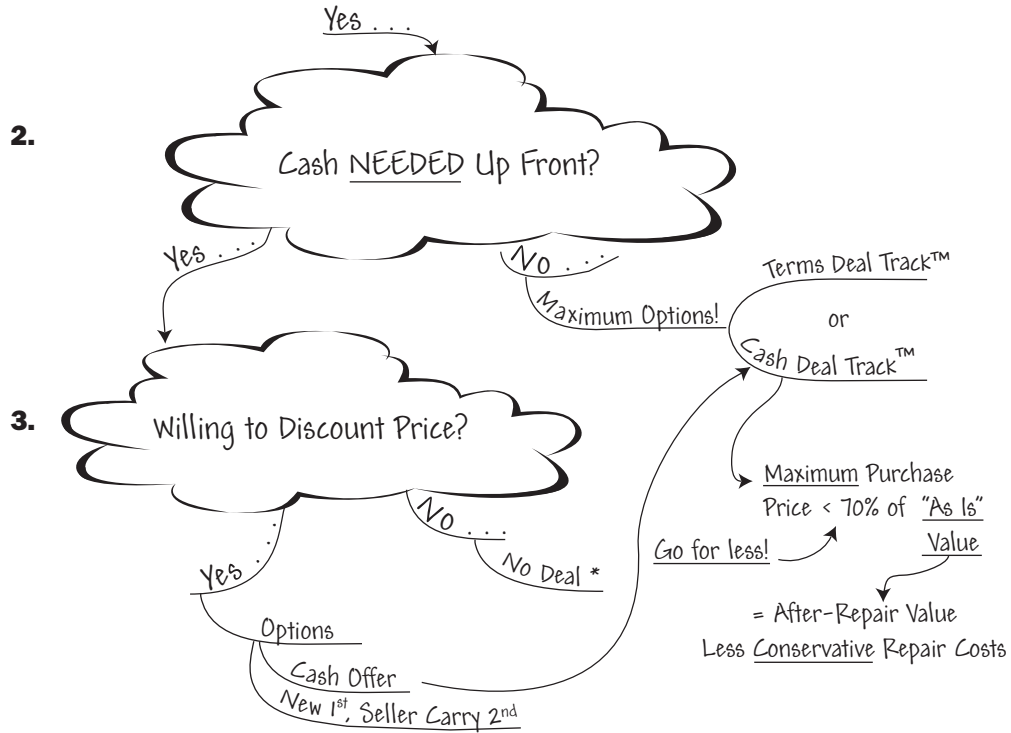 Yes . . .
2.
Cash NEEDED Up Front?
Yes . . .
No . . .
Maximum Options!
Terms Deal Track™
or
Cash Deal Track™
3.
Willing to Discount Price?
Maximum Purchase
Price < 70% of "As Is"
Value
Go for less!
= After-Repair Value
Less Conservative Repair Costs
No . . .
No Deal *
Yes . . .
Options
Cash Offer
New 1st, Seller Carry 2nd